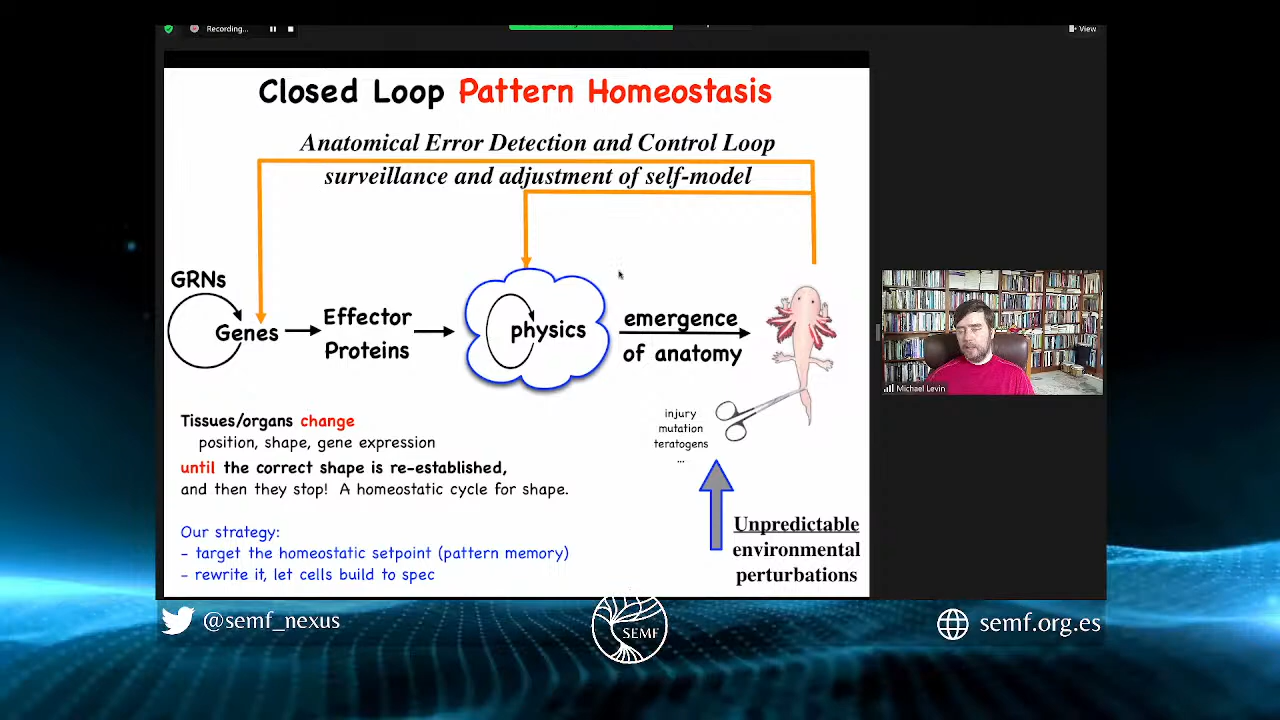 Recording...
View
Closed Loop Pattern Homeostasis
Anatomical Error Detection and Control Loop
surveillance and adjustment of self-model
GRNs
Genes
Effector
Proteins
physics
emergence
of anatomy
Michael Levin
injury
mutation
teratogens
...
Tissues/organs change
position, shape, gene expression
until the correct shape is re-established,
and then they stop! A homeostatic cycle for shape.
Our strategy:
- target the homeostatic setpoint (pattern memory)
- rewrite it, let cells build to spec
Unpredictable
environmental
perturbations
@semf_nexus
SEMF
semf.org.es